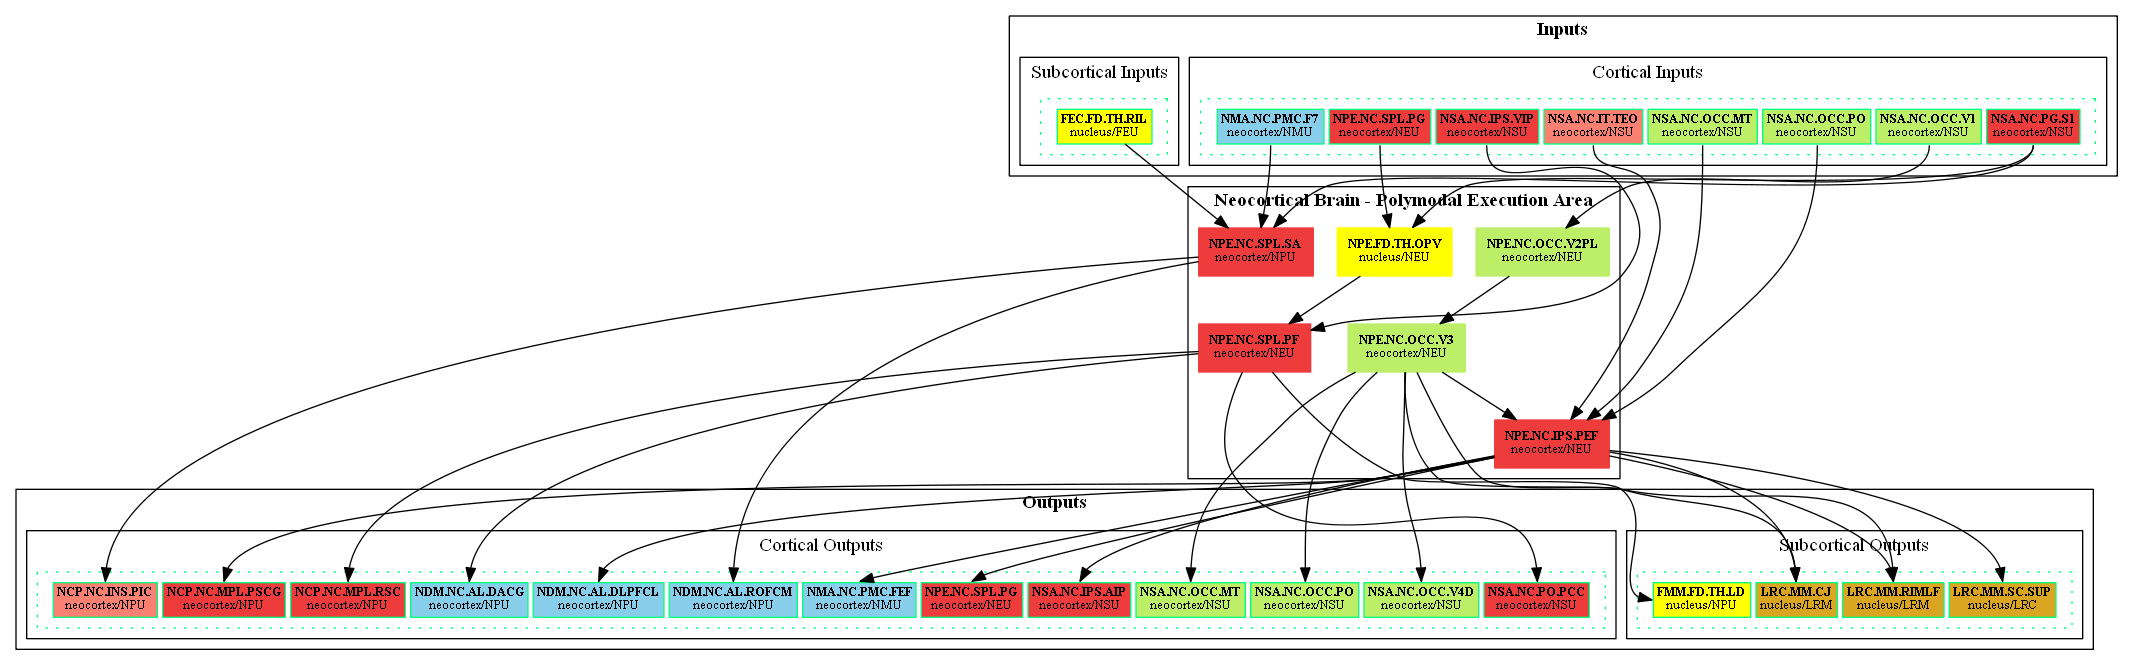 Inputs
Subcortical Inputs
Cortical Inputs
FEC.FD.TH.RIL
nucleus/FEU
NMA.NC.PMC.F7
neocortex/NMU
NPE.NC.SPL.PG
neocortex/NEU
NSA.NC.IPS.VIP
neocortex/NSU
NSA.NC.IT.TEO
neocortex/NSU
NSA.NC.OCC.MT
neocortex/NSU
NSA.NC.OCC.PO
neocortex/NSU
NSA.NC.OCC.V1
neocortex/NSU
NSA.NC.PG.S1
neocortex/NSU
Neocortical Brain - Polymodal Execution Area
NPE.NC.SPL.SA
neocortex/NPU
NPE.FD.TH.OPV
nucleus/NEU
NPE.NC.OCC.V2PL
neocortex/NEU
NPE.NC.SPL.PF
neocortex/NEU
NPE.NC.OCC.V3
neocortex/NEU
NPE.NC.IPS.PEF
neocortex/NEU
Outputs
Cortical Outputs
Subcortical Outputs
NCP.NC.INS.PIC
neocortex/NPU
NCP.NC.MPL.PSCG
neocortex/NPU
NCP.NC.MPL.RSC
neocortex/NPU
NDM.NC.AL.DACG
neocortex/NPU
NDM.NC.AL.DLPFCL
neocortex/NPU
NDM.NC.AL.ROFCM
neocortex/NPU
NMA.NC.PMC.FEF
neocortex/NMU
NPE.NC.SPL.PG
neocortex/NEU
NSA.NC.IPS.AIP
neocortex/NSU
NSA.NC.OCC.MT
neocortex/NSU
NSA.NC.OCC.PO
neocortex/NSU
NSA.NC.OCC.V4D
neocortex/NSU
NSA.NC.PO.PCC
neocortex/NSU
FMM.FD.TH.LD
nucleus/NPU
LRC.MM.CJ
nucleus/LRM
LRC.MM.RIMLF
nucleus/LRM
LRC.MM.SC.SUP
nucleus/LRC